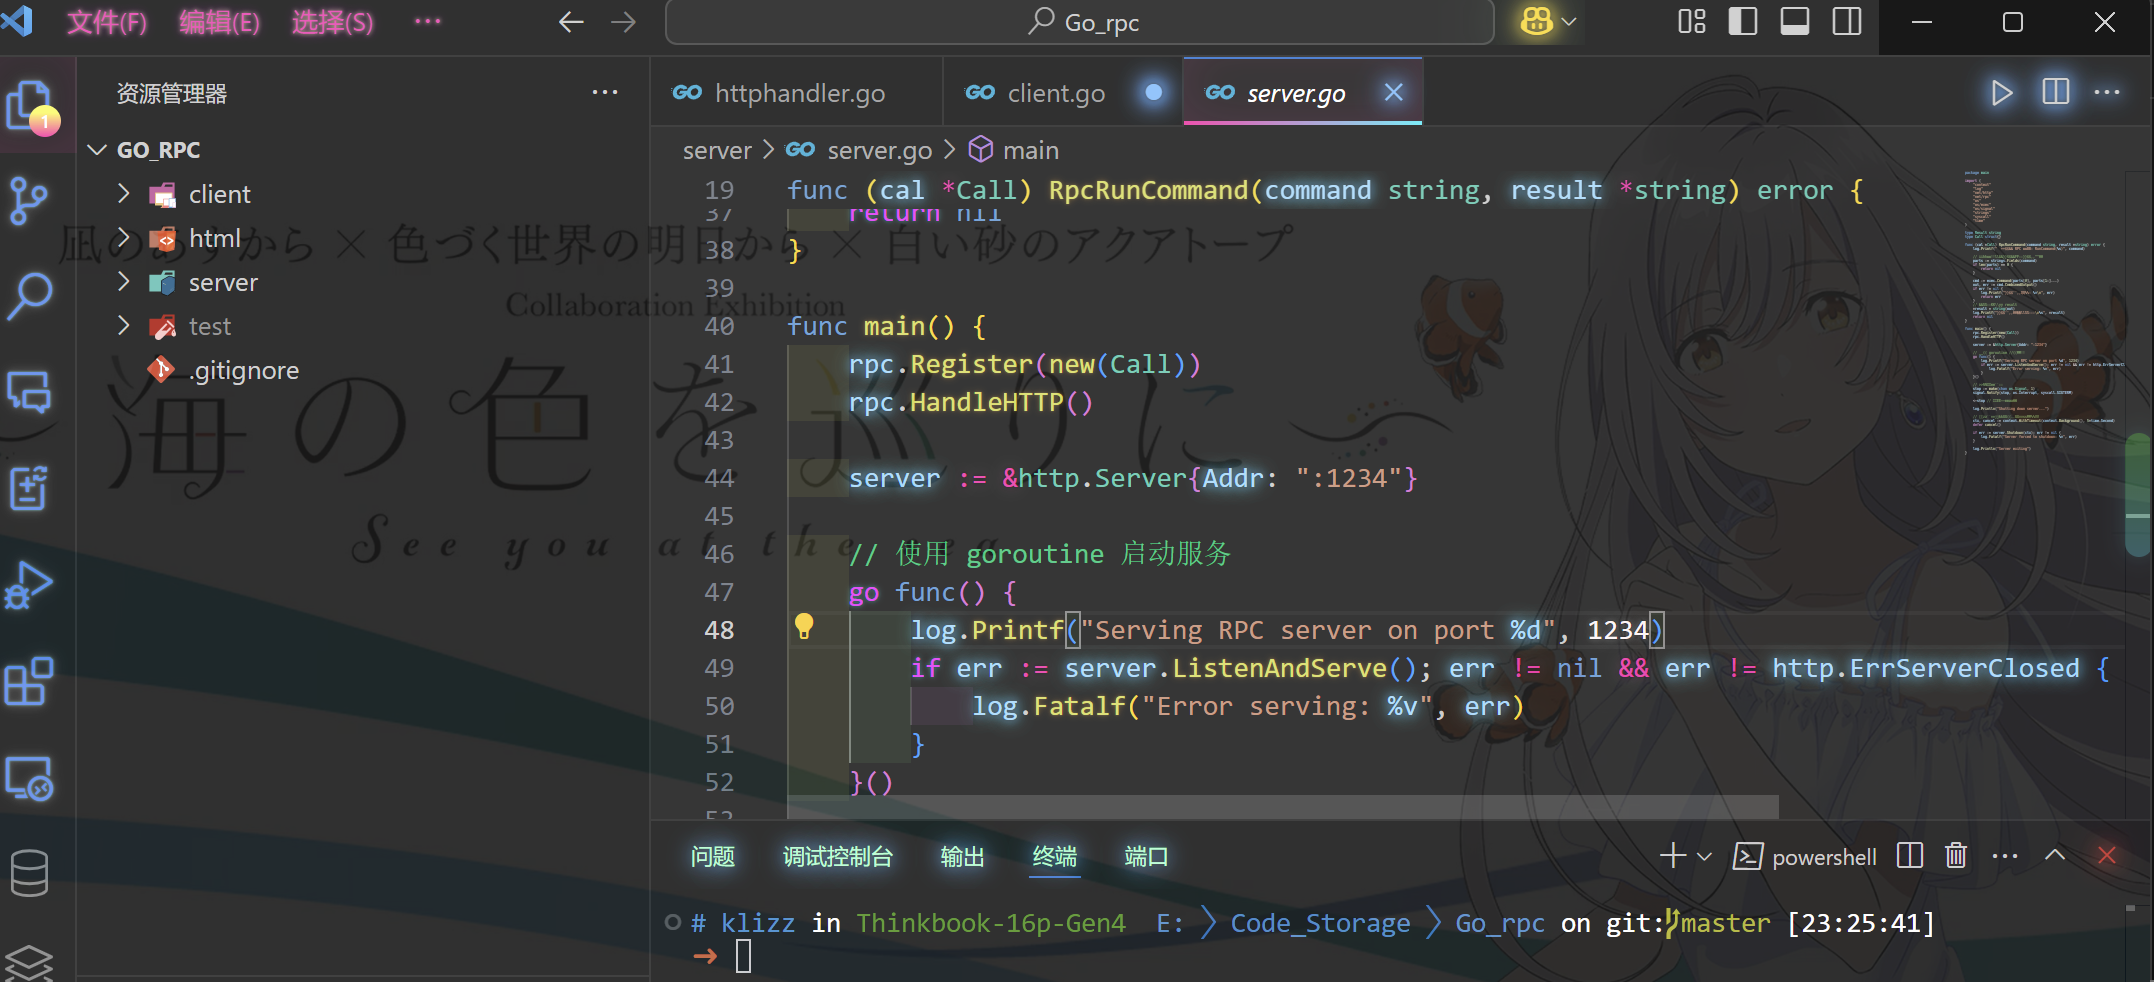 文件(F) 编辑(E) 选择(S) ··· Go_rpc
资源管理器 ···
httphandler.go client.go server.go
1
GO_RPC
client
html
server
test
.gitignore
server > server.go > main
19 func (cal *Call) RpcRunCommand(command string, result *string) error {
37 return nil
38 }
39
40 func main() {
41 rpc.Register(new(Call))
42 rpc.HandleHTTP()
43
44 server := &http.Server{Addr: ":1234"}
45
46 // 使用 goroutine 启动服务
47 go func() {
48 log.Printf("Serving RPC server on port %d", 1234)
49 if err := server.ListenAndServe(); err != nil && err != http.ErrServerClosed {
50 log.Fatalf("Error serving: %v", err)
51 }
52 }()
53
凪のあすから × 色づく世界の明日から × 白い砂のアクアトープ
Collaboration Exhibition
海の色を巡りに
See you at the sea
问题 调试控制台 输出 终端 端口 powershell ···
# klizz in Thinkbook-16p-Gen4 E: > Code_Storage > Go_rpc on git:master [23:25:41]
→